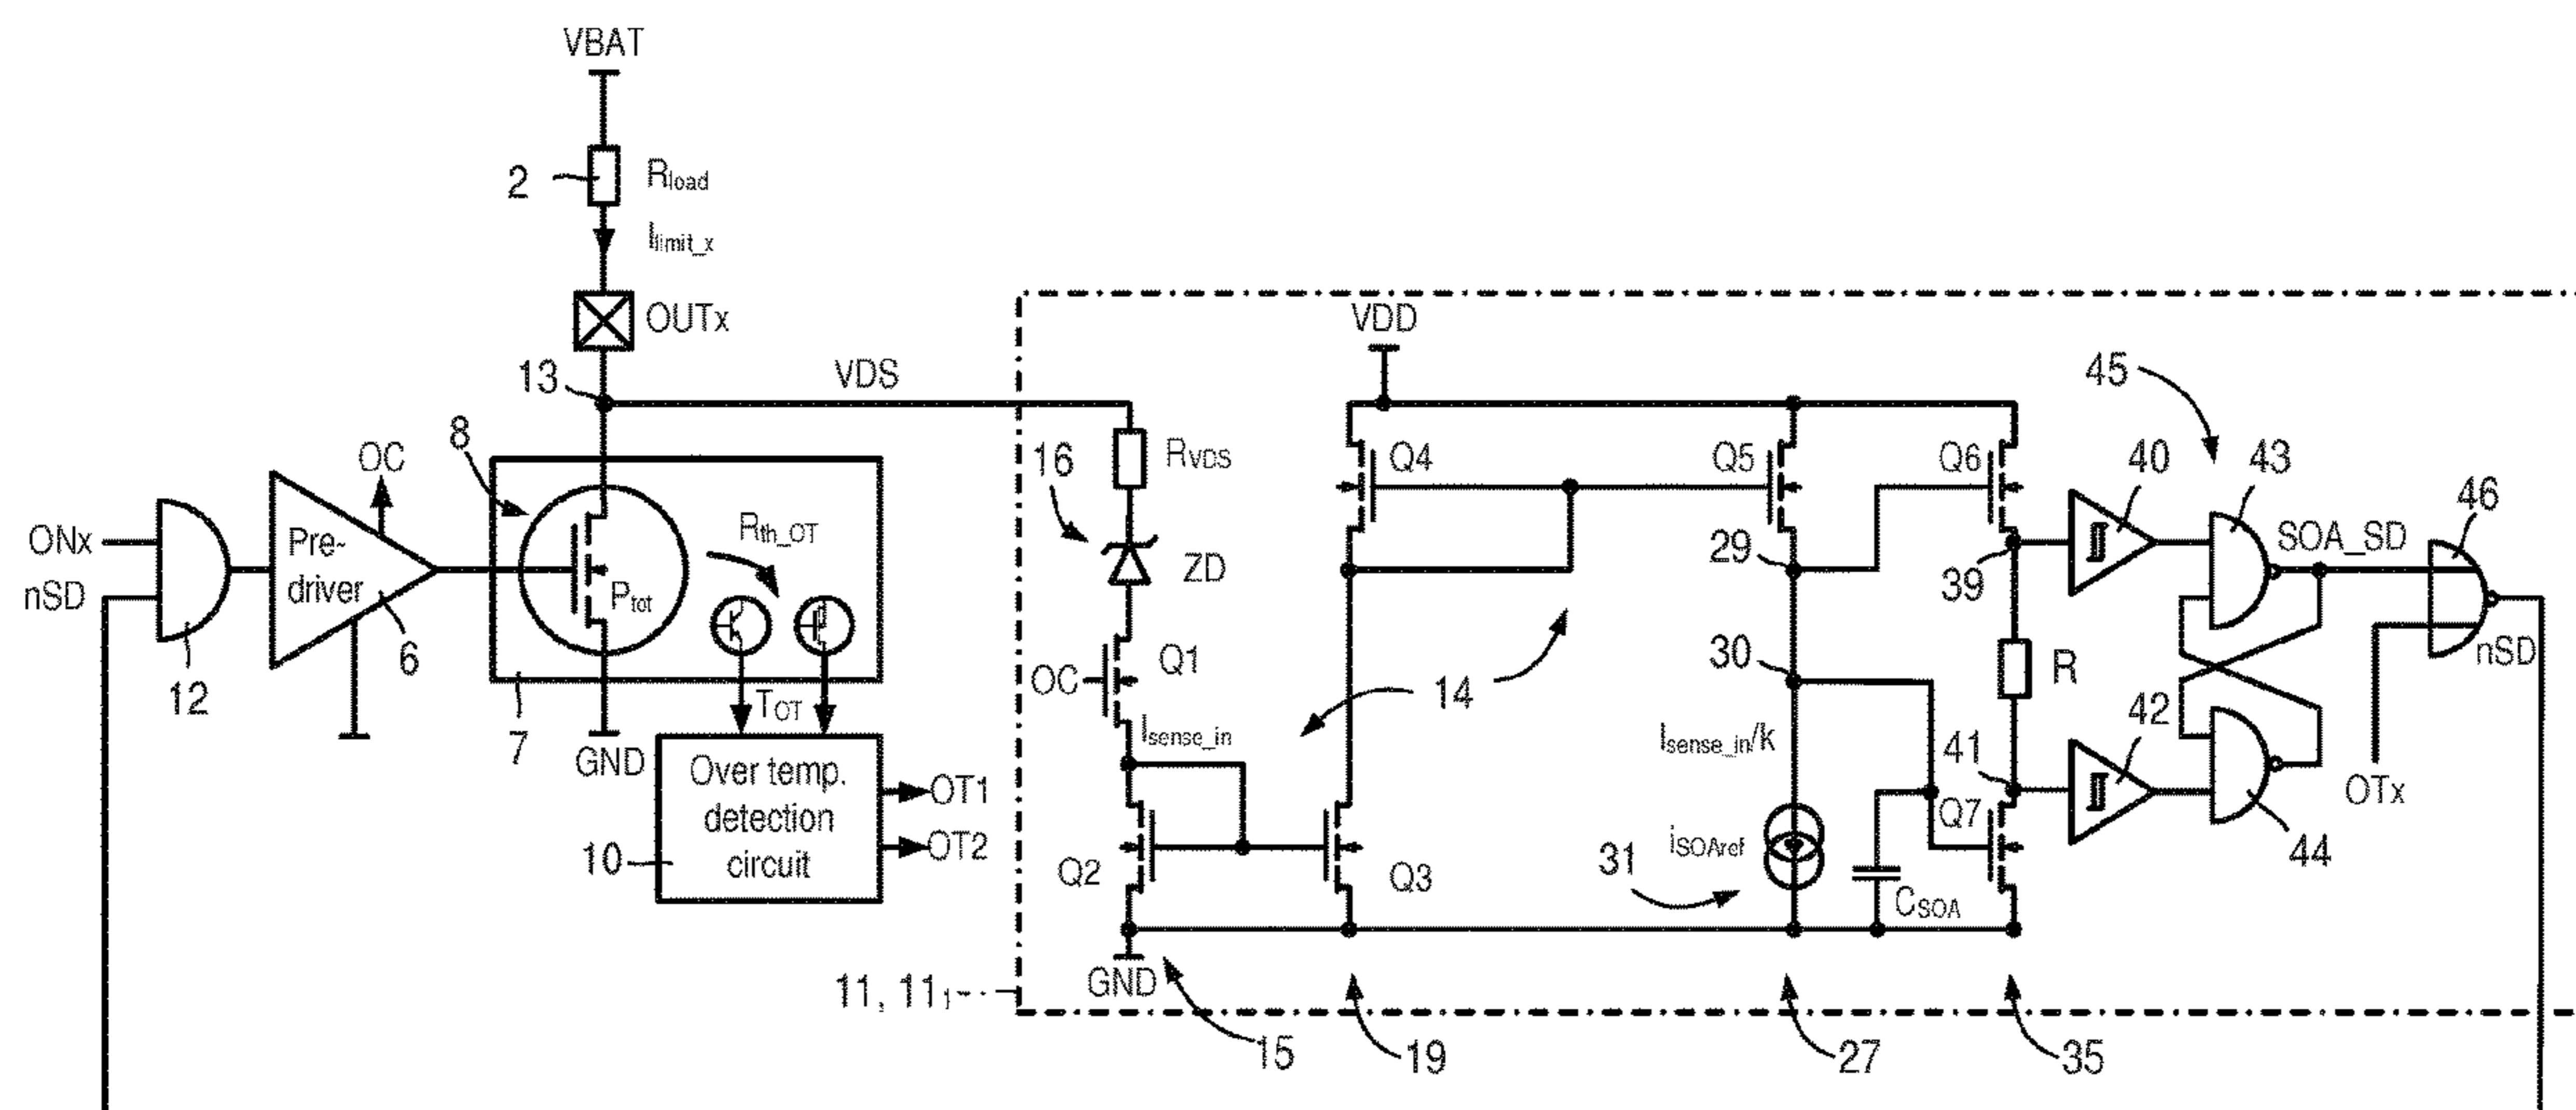 VBAT
2
Rload
Ilimit_x
OUTx
13
VDS
VDD
8
OC
ONx
nSD
Pre-
driver
6
12
Ptot
Rth_OT
7
GND
TOT
Over temp.
detection
circuit
10
OT1
OT2
16
RVDS
ZD
OC
Q1
Isense_in
Q2
Q3
GND
11, 111
15
19
14
Q4
Q5
Q6
29
30
Isense_in/k
iSOAref
31
CSOA
Q7
27
35
39
R
41
40
42
45
43
SOA_SD
46
nSD
44
OTx